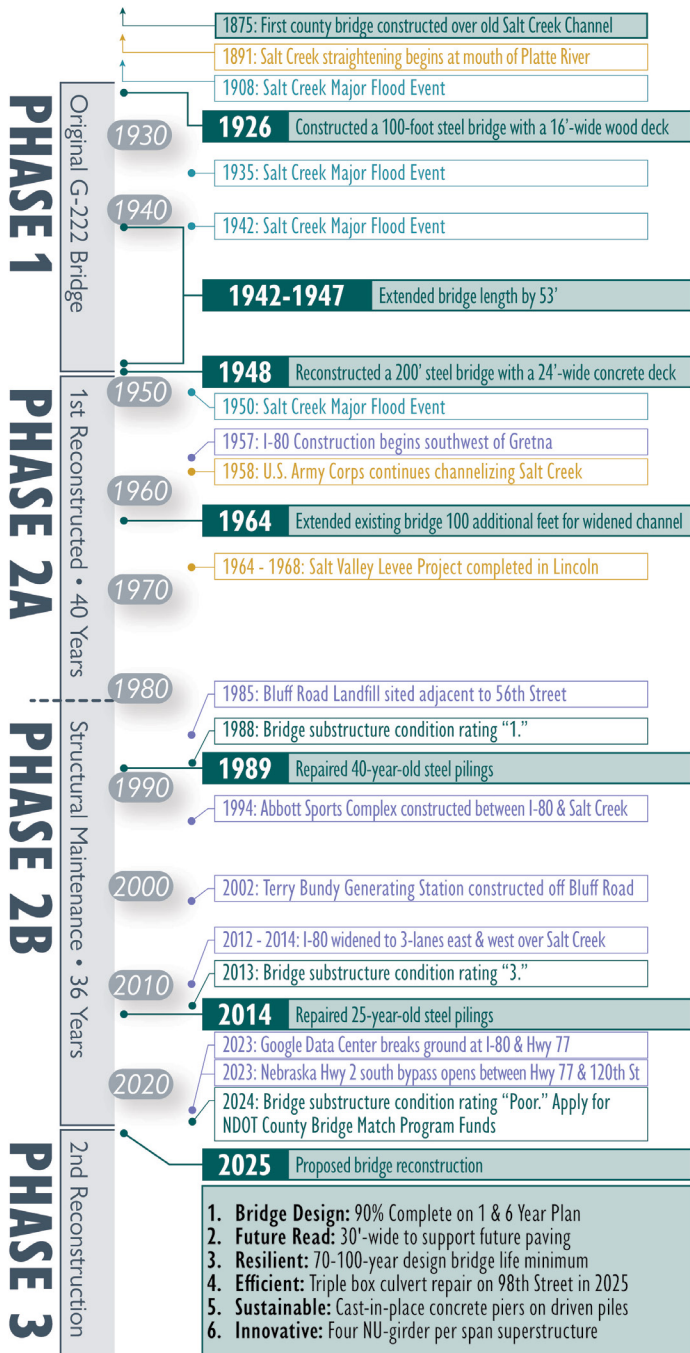 1875: First county bridge constructed over old Salt Creek Channel
1891: Salt Creek straightening begins at mouth of Platte River
1908: Salt Creek Major Flood Event
PHASE 1
Original G-222 Bridge
1926 Constructed a 100-foot steel bridge with a 16'-wide wood deck
1930
1935: Salt Creek Major Flood Event
1940
1942: Salt Creek Major Flood Event
1942-1947 Extended bridge length by 53'
1948 Reconstructed a 200' steel bridge with a 24'-wide concrete deck
PHASE 2A
1st Reconstructed • 40 Years
1950
1950: Salt Creek Major Flood Event
1957: I-80 Construction begins southwest of Gretna
1958: U.S. Army Corps continues channelizing Salt Creek
1960
1964 Extended existing bridge 100 additional feet for widened channel
1964 - 1968: Salt Valley Levee Project completed in Lincoln
1970
1980
PHASE 2B
Structural Maintenance • 36 Years
1985: Bluff Road Landfill sited adjacent to 56th Street
1988: Bridge substructure condition rating “1.”
1989 Repaired 40-year-old steel pilings
1990
1994: Abbott Sports Complex constructed between I-80 & Salt Creek
2000
2002: Terry Bundy Generating Station constructed off Bluff Road
2012 - 2014: I-80 widened to 3-lanes east & west over Salt Creek
2013: Bridge substructure condition rating “3.”
2010
2014 Repaired 25-year-old steel pilings
2023: Google Data Center breaks ground at I-80 & Hwy 77
2023: Nebraska Hwy 2 south bypass opens between Hwy 77 & 120th St
2020
2024: Bridge substructure condition rating “Poor.” Apply for
NDOT County Bridge Match Program Funds
PHASE 3
2nd Reconstruction
2025 Proposed bridge reconstruction
1. Bridge Design: 90% Complete on 1 & 6 Year Plan
2. Future Read: 30'-wide to support future paving
3. Resilient: 70-100-year design bridge life minimum
4. Efficient: Triple box culvert repair on 98th Street in 2025
5. Sustainable: Cast-in-place concrete piers on driven piles
6. Innovative: Four NU-girder per span superstructure